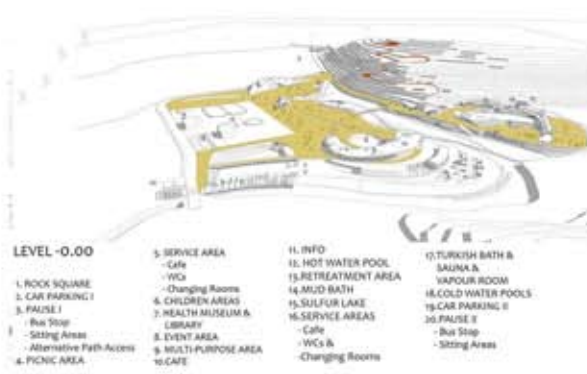 LEVEL -0.00
1. ROCK SQUARE
2. CAR PARKING I
3. PAUSE I
- Bus Stop
- Sitting Areas
- Alternative Path Access
4. PICNIC AREA
5. SERVICE AREA
- Cafe
- WCs
- Changing Rooms
6. CHILDREN AREAS
7. HEALTH MUSEUM &
LIBRARY
8. EVENT AREA
9. MULTI-PURPOSE AREA
10. CAFE
11. INFO
12. HOT WATER POOL
13. RETREATMENT AREA
14. MUD BATH
15. SULFUR LAKE
16. SERVICE AREAS
- Cafe
- WCs &
-Changing Rooms
17. TURKISH BATH &
SAUNA &
VAPOUR ROOM
18. COLD WATER POOLS
19. CAR PARKING II
20. PAUSE II
- Bus Stop
- Sitting Areas